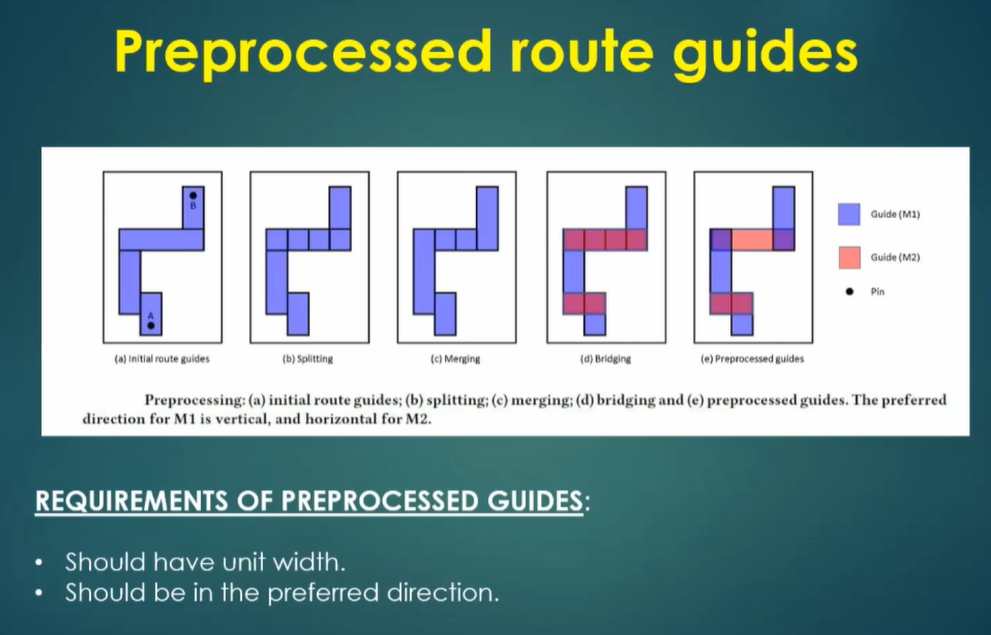 Preprocessed route guides
B
A
(a) Initial route guides
(b) Splitting
(c) Merging
(d) Bridging
(e) Preprocessed guides
Guide (M1)
Guide (M2)
Pin
Preprocessing: (a) initial route guides; (b) splitting; (c) merging; (d) bridging and (e) preprocessed guides. The preferred
direction for M1 is vertical, and horizontal for M2.
REQUIREMENTS OF PREPROCESSED GUIDES:
• Should have unit width.
• Should be in the preferred direction.